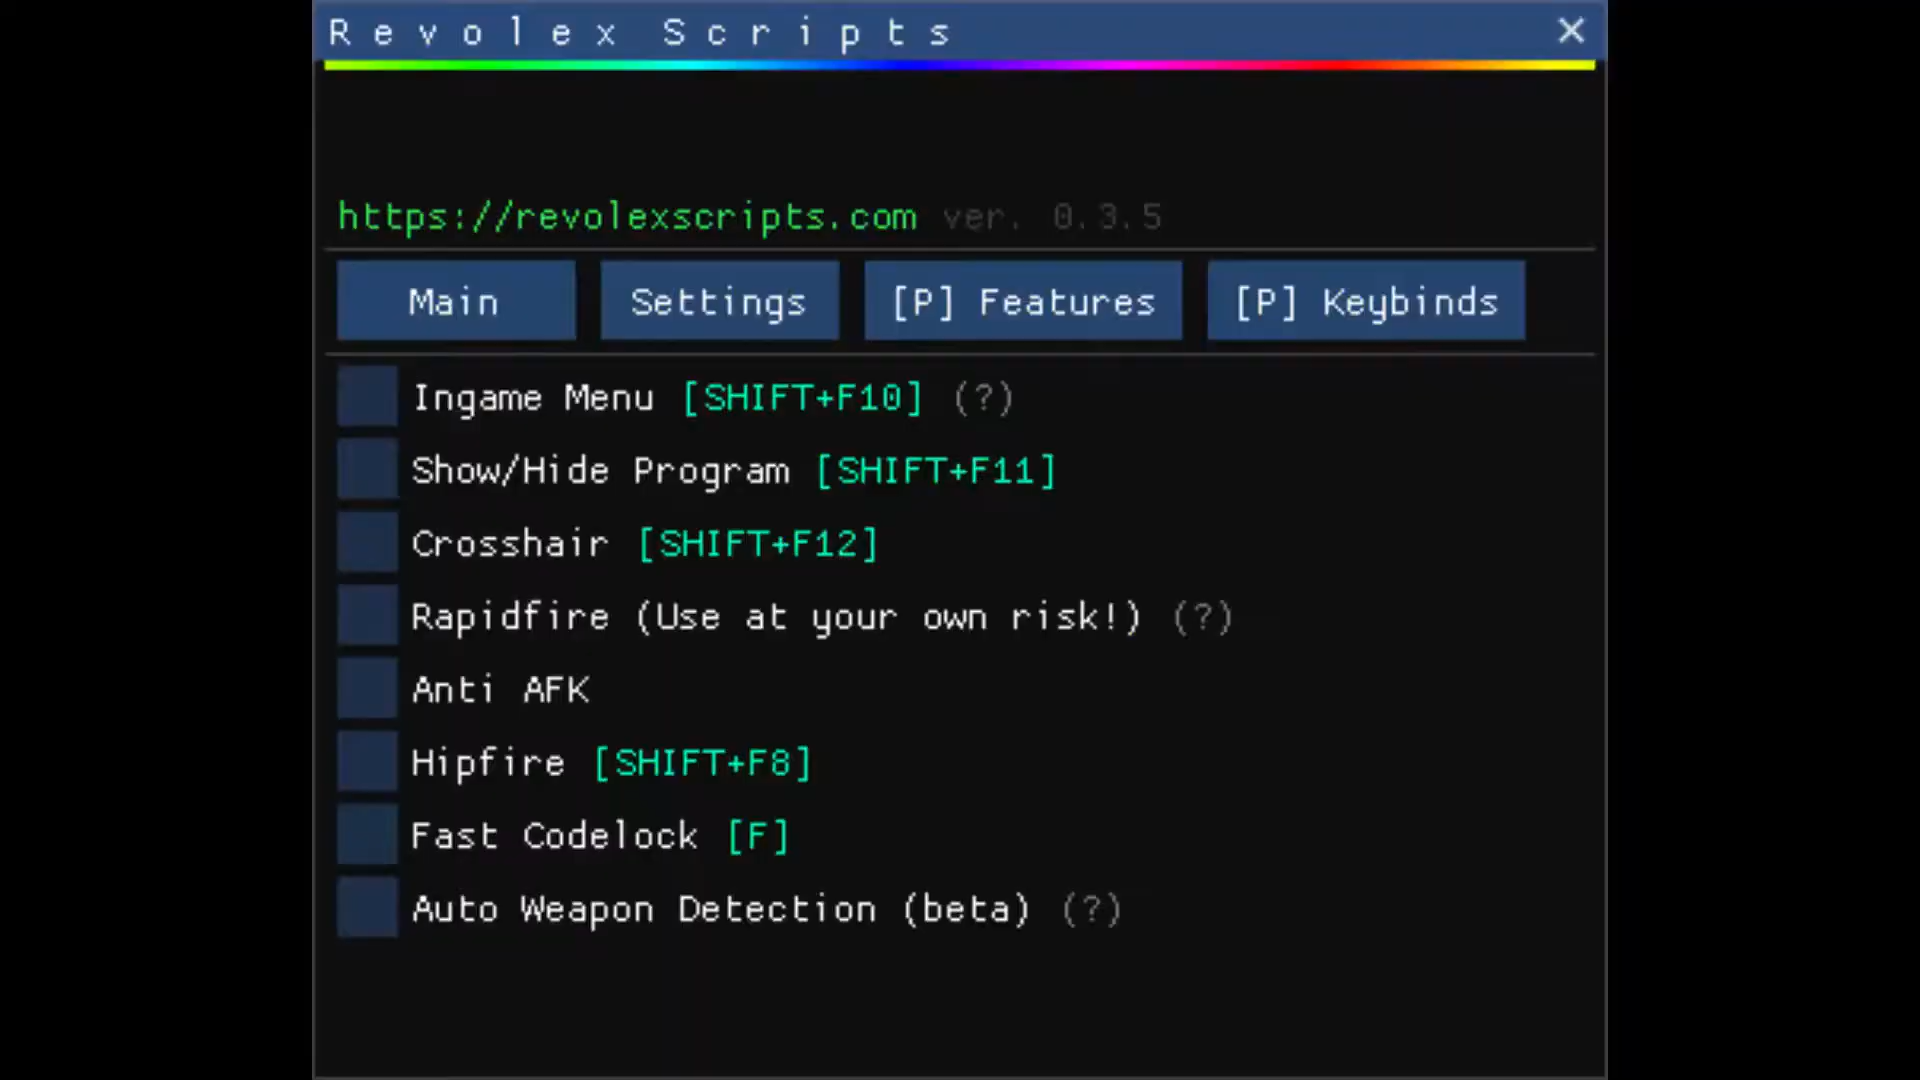 Revolex Scripts
https://revolexscripts.com ver. 0.3.5
Main Settings [P] Features [P] Keybinds
Ingame Menu [SHIFT+F10] (?)
Show/Hide Program [SHIFT+F11]
Crosshair [SHIFT+F12]
Rapidfire (Use at your own risk!) (?)
Anti AFK
Hipfire [SHIFT+F8]
Fast Codelock [F]
Auto Weapon Detection (beta) (?)